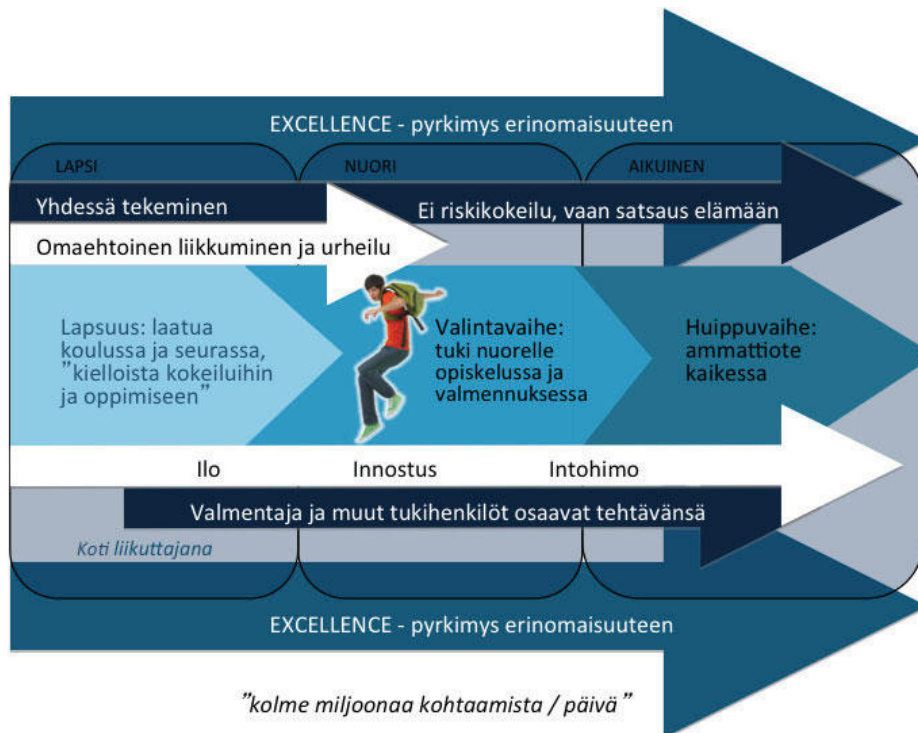 EXCELLENCE - pyrkimys erinomaisuuteen
LAPSI
NUORI
AIKUINEN
Yhdessä tekeminen
Ei riskikokeilu, vaan satsaus elämään
Omaehtoinen liikkuminen ja urheilu
Lapsuus: laatua
koulussa ja seurassa,
”kielloista kokeiluihin
ja oppimiseen”
Valintavaihe:
tuki nuorelle
opiskelussa ja
valmennuksessa
Huippuvaihe:
ammattiote
kaikessa
Ilo
Innostus
Intohimo
Valmentaja ja muut tukihenkilöt osaavat tehtävänsä
Koti liikuttajana
EXCELLENCE - pyrkimys erinomaisuuteen
”kolme miljoonaa kohtaamista / päivä ”